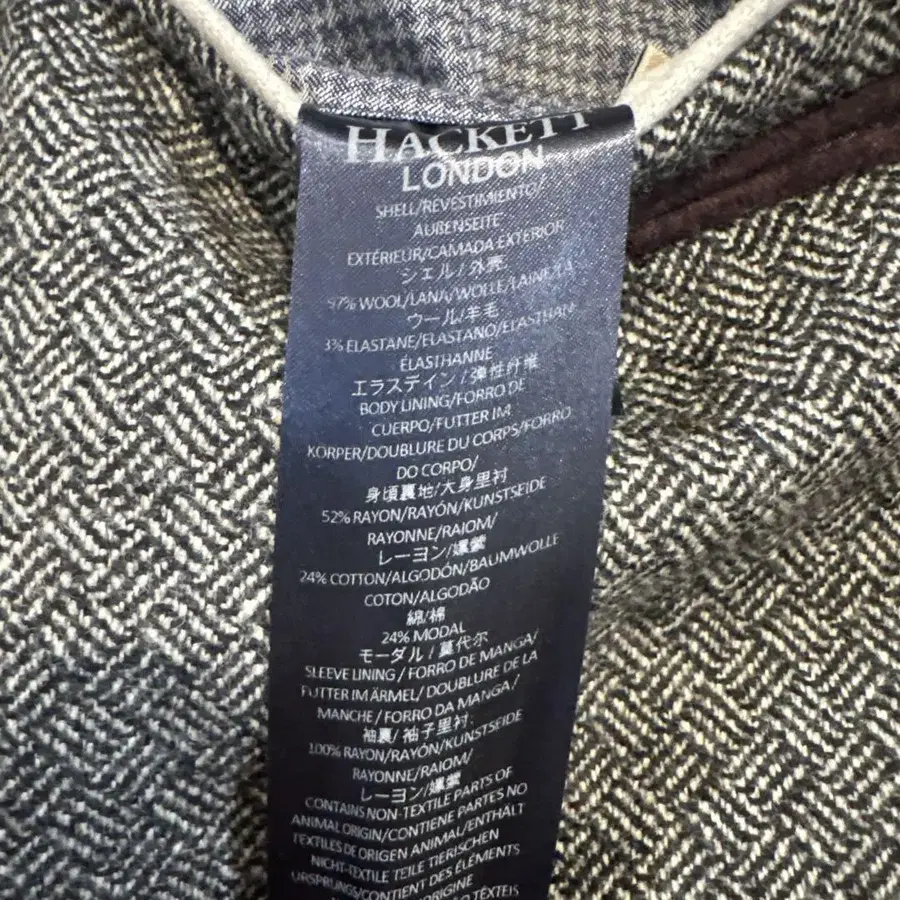 HACKETT
LONDON
SHELL/REVESTIMIENTO/
AUBENSEITE
EXTÉRIEUR/CAMADA EXTERIOR
シェル / 外壳
97% WOOL/LANA/WOLLE/LAINE/LÃ
ウール/羊毛
3% ELASTANE/ELASTANO/ELASTHAN
ÉLASTHANNE
エラステイン / 弹性纤维
BODY LINING/FORRO DE
CUERPO/FUTTER IM
KÖRPER/DOUBLURE DU CORPS/FORRO
DO CORPO/
身頃裏地/大身里衬
52% RAYON/RAYÓN/KUNSTSEIDE
RAYONNE/RAIOM/
レーヨン/嫘縈
24% COTTON/ALGODÓN/BAUMWOLLE
COTON/ALGODÃO
綿/棉
24% MODAL
モーダル / 莫代尔
SLEEVE LINING / FORRO DE MANGA/
FUTTER IM ÄRMEL/ DOUBLURE DE LA
MANCHE / FORRO DA MANGA /
袖裏/ 袖子里衬:
100% RAYON/RAYÓN/KUNSTSEIDE
RAYONNE/RAIOM/
レーヨン/嫘縈
CONTAINS NON-TEXTILE PARTS OF
ANIMAL ORIGIN/CONTIENE PARTES NO
TEXTILES DE ORIGEN ANIMAL/ENTHÄLT
NICHT-TEXTILE TEILE TIERISCHEN
URSPRUNGS/CONTIENT DES ÉLÉMENTS
ORIGINE
TÊXTEIS